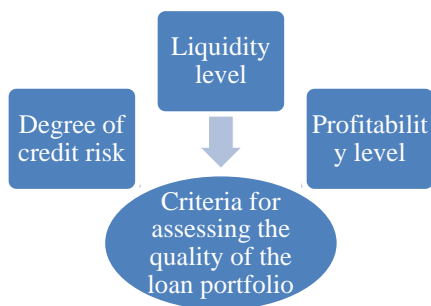 Liquidity
level
Degree of
credit risk
Profitabilit
y level
Criteria for
assessing the
quality of the
loan portfolio